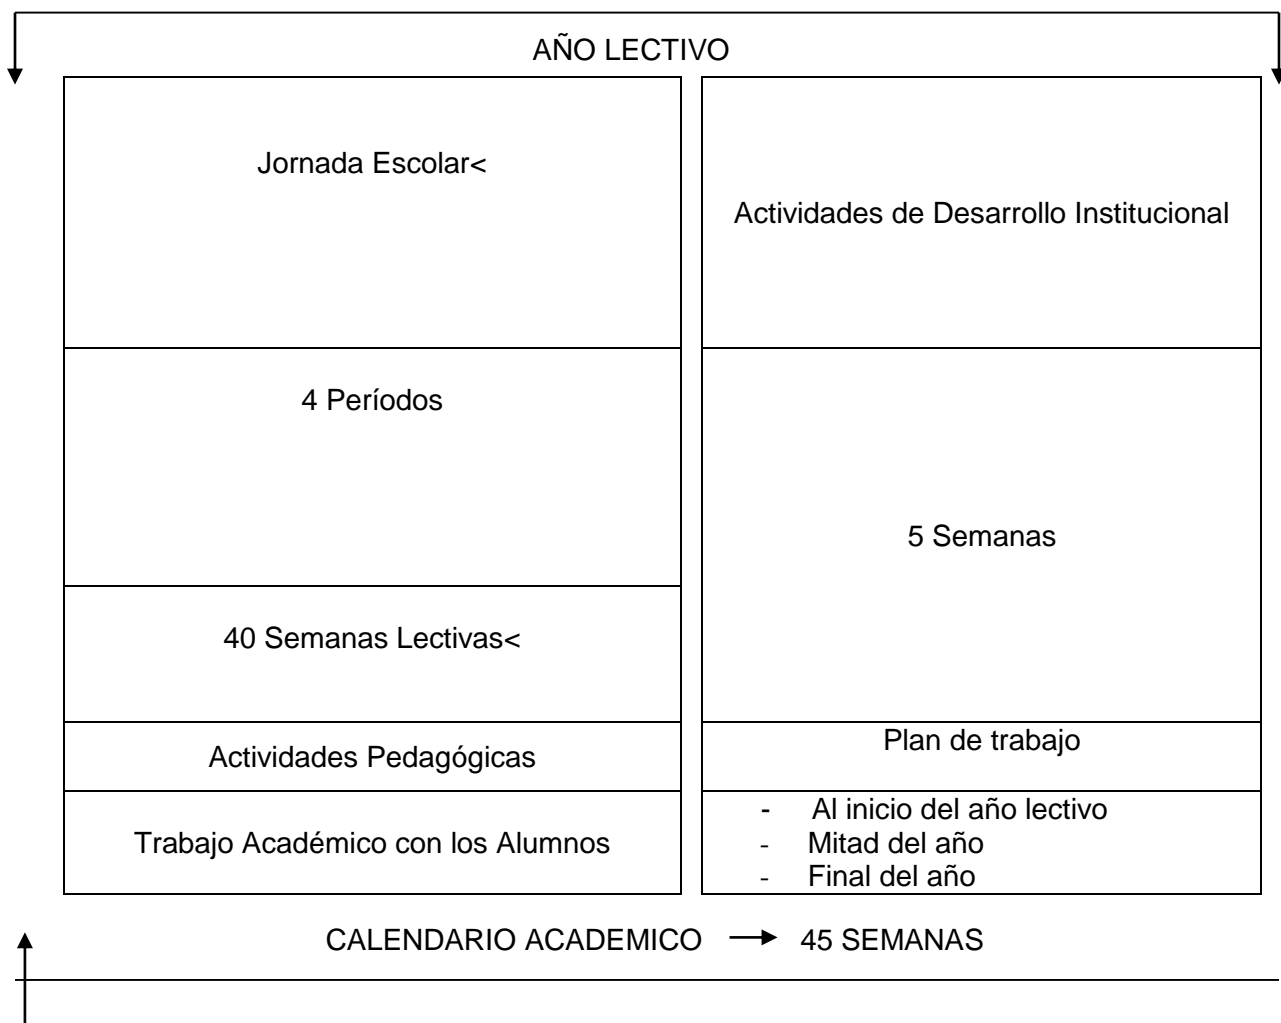 AÑO LECTIVO
Jornada Escolar<
4 Períodos
40 Semanas Lectivas<
Actividades Pedagógicas
Trabajo Académico con los Alumnos
Actividades de Desarrollo Institucional
5 Semanas
Plan de trabajo
- Al inicio del año lectivo
- Mitad del año
- Final del año
CALENDARIO ACADEMICO → 45 SEMANAS